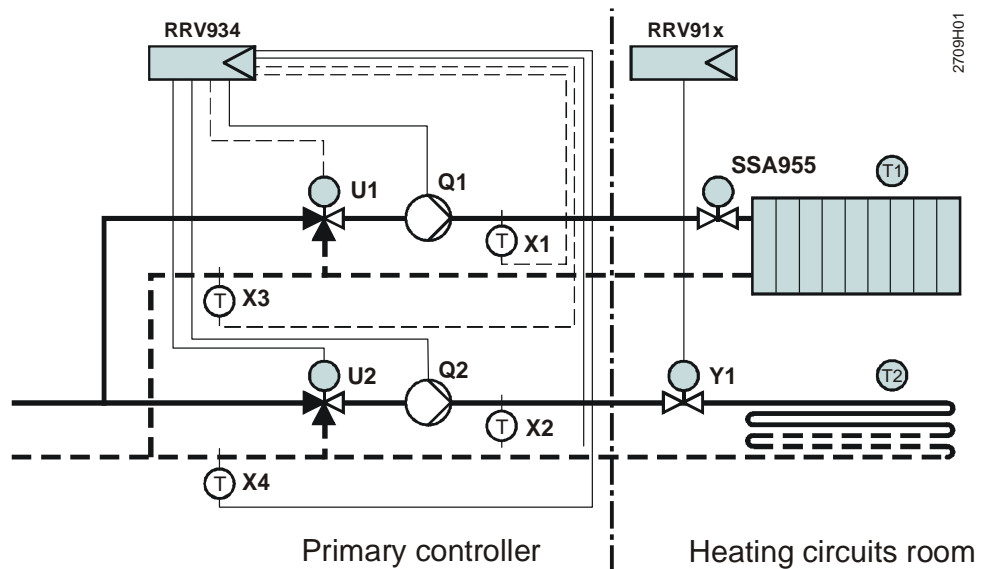 RRV934
RRV91x
2709H01
SSA955
T1
U1
Q1
T
X1
T
X3
U2
Q2
Y1
T2
T
X2
T
X4
Primary controller
Heating circuits room